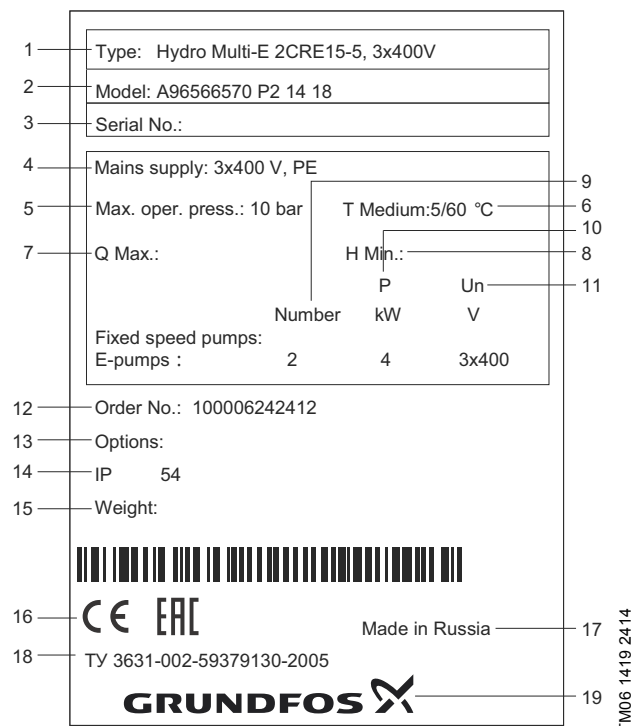 1 Type: Hydro Multi-E 2CRE15-5, 3x400V
2 Model: A96566570 P2 14 18
3 Serial No.:
4 Mains supply: 3x400 V, PE
9
5 Max. oper. press.: 10 bar T Medium:5/60 °C 6
10
7 Q Max.: H Min.: 8
P Un 11
Number kW V
Fixed speed pumps:
E-pumps : 2 4 3x400
12 Order No.: 100006242412
13 Options:
14 IP 54
15 Weight:
16 CE EAC
Made in Russia 17
18 ТУ 3631-002-59379130-2005
GRUNDFOS 19
TM06 1419 2414